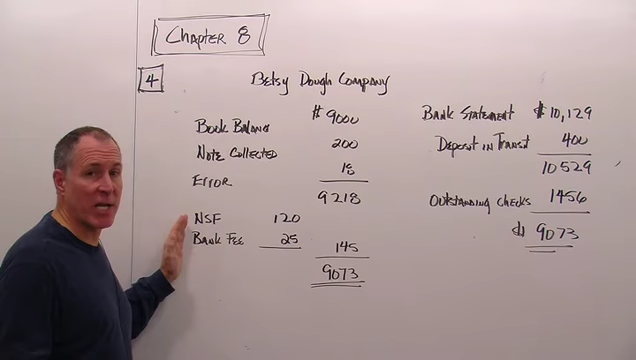 Chapter 8
4
Betsy Dough Company
Book Balance $ 9000
Note Collected 200
Error 18
9218
NSF 120
Bank Fee 25 145
9073
Bank Statement $ 10,129
Deposit in Transit 400
10529
Outstanding Checks 1456
$ 9073